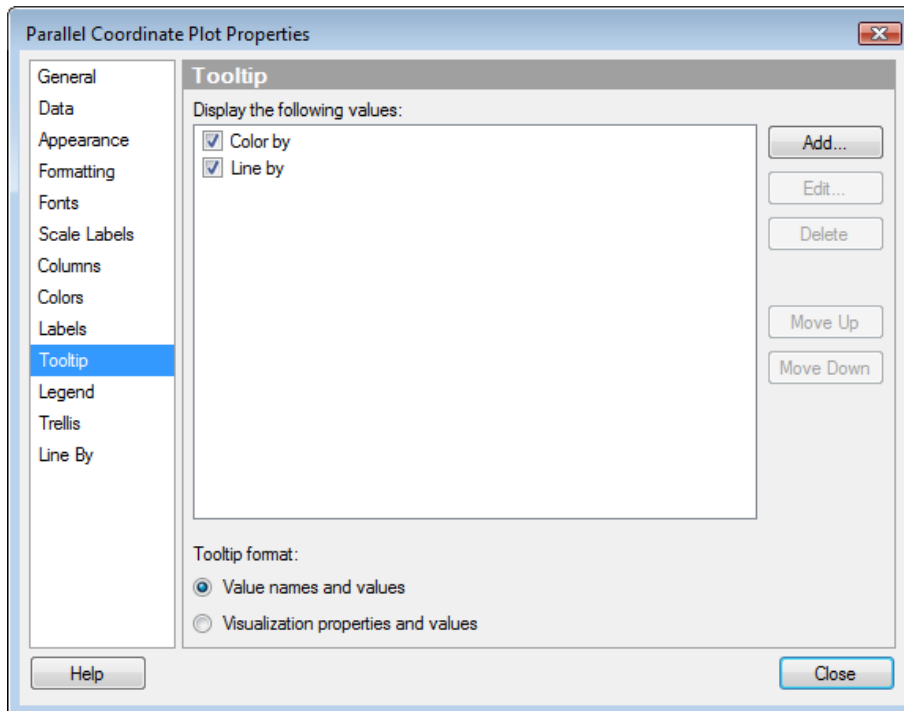 Parallel Coordinate Plot Properties
General
Data
Appearance
Formatting
Fonts
Scale Labels
Columns
Colors
Labels
Tooltip
Legend
Trellis
Line By
Tooltip
Display the following values:
Color by
Line by
Add...
Edit...
Delete
Move Up
Move Down
Tooltip format:
Value names and values
Visualization properties and values
Help
Close